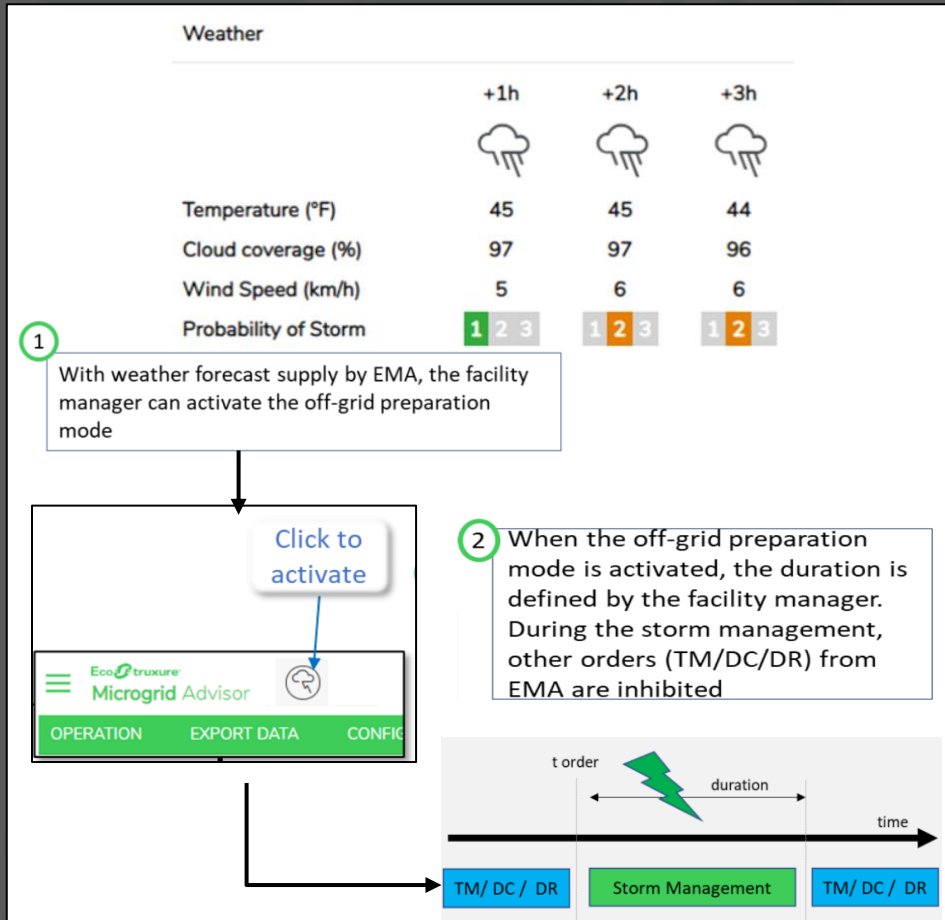 Weather
+1h +2h +3h
Temperature (°F) 45 45 44
Cloud coverage (%) 97 97 96
Wind Speed (km/h) 5 6 6
Probability of Storm 1 2 3 1 2 3 1 2 3
1
With weather forecast supply by EMA, the facility
manager can activate the off-grid preparation
mode
Click to
activate
EcoStruxure
Microgrid Advisor
OPERATION EXPORT DATA CONFIG
2
When the off-grid preparation
mode is activated, the duration is
defined by the facility manager.
During the storm management,
other orders (TM/DC/DR) from
EMA are inhibited
t order
duration
time
TM/ DC / DR Storm Management TM/ DC / DR